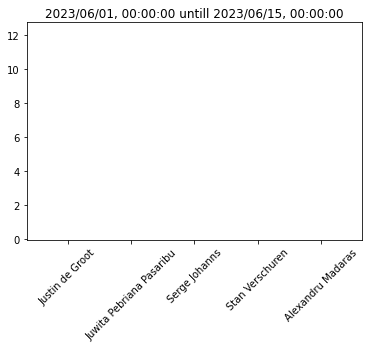 2023/06/01, 00:00:00 untill 2023/06/15, 00:00:00
12
10
8
6
4
2
0
Justin de Groot
Juwita Pebriana Pasaribu
Serge Johanns
Stan Verschuren
Alexandru Madaras